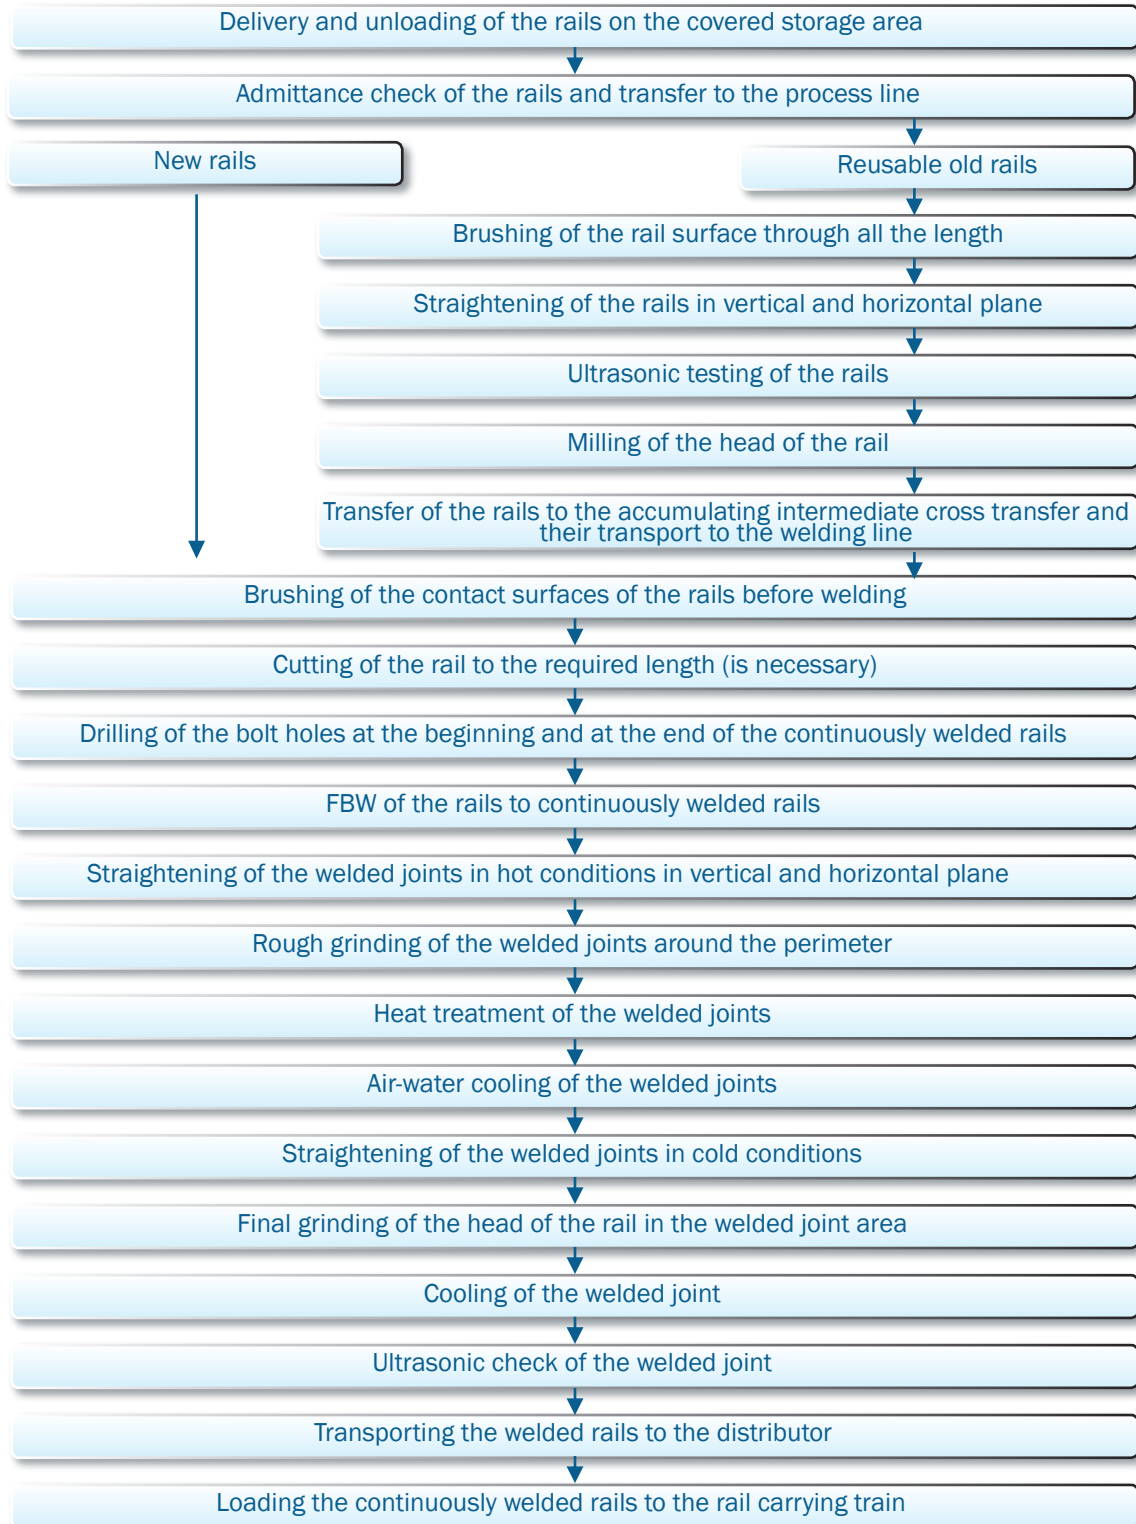 Delivery and unloading of the rails on the covered storage area
Admittance check of the rails and transfer to the process line
New rails
Reusable old rails
Brushing of the rail surface through all the length
Straightening of the rails in vertical and horizontal plane
Ultrasonic testing of the rails
Milling of the head of the rail
Transfer of the rails to the accumulating intermediate cross transfer and
their transport to the welding line
Brushing of the contact surfaces of the rails before welding
Cutting of the rail to the required length (is necessary)
Drilling of the bolt holes at the beginning and at the end of the continuously welded rails
FBW of the rails to continuously welded rails
Straightening of the welded joints in hot conditions in vertical and horizontal plane
Rough grinding of the welded joints around the perimeter
Heat treatment of the welded joints
Air-water cooling of the welded joints
Straightening of the welded joints in cold conditions
Final grinding of the head of the rail in the welded joint area
Cooling of the welded joint
Ultrasonic check of the welded joint
Transporting the welded rails to the distributor
Loading the continuously welded rails to the rail carrying train